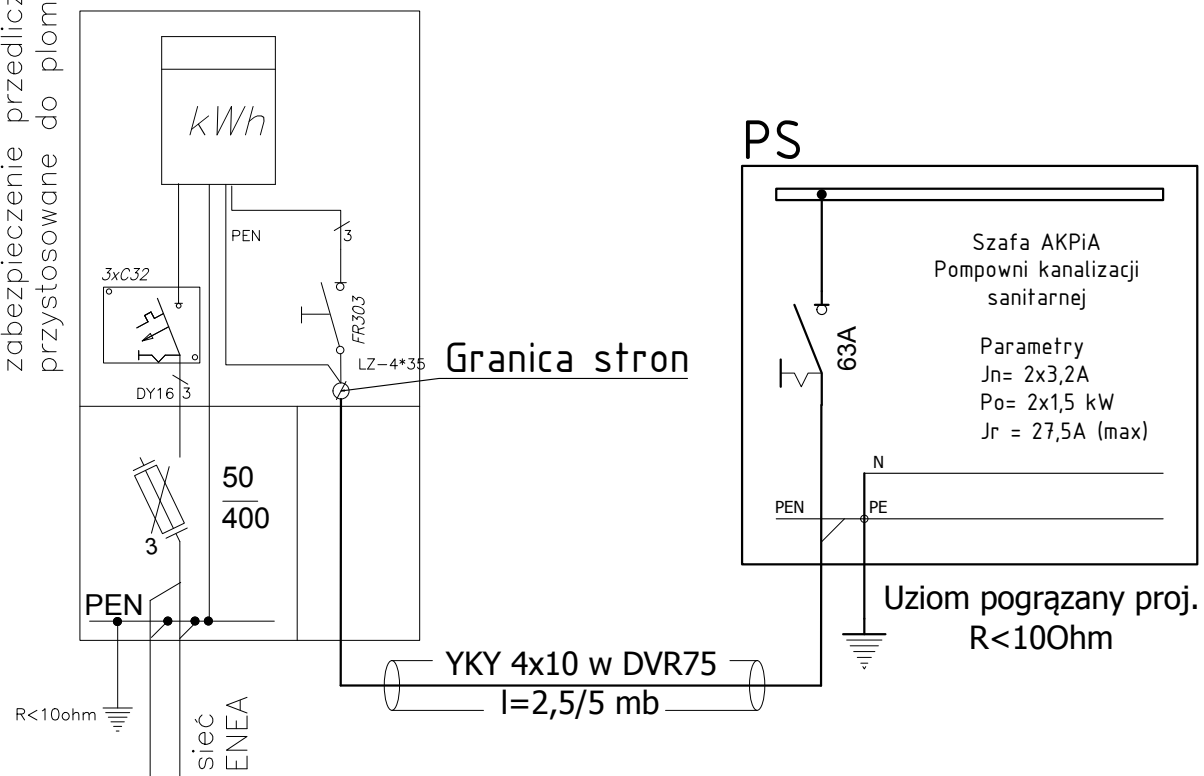 zabezpieczenie
przystosowane do
kWh
PEN
3
3xC32
FR303
LZ-4*35
Granica stron
DY16 3
50
400
3
PEN
R<10ohm
sieć
ENEA
YKY 4x10 w DVR75
l=2,5/5 mb
PS
Szafa AKPiA
Pompowni kanalizacji
sanitarnej
63A
Parametry
Jn= 2x3,2A
Po= 2x1,5 kW
Jr = 27,5A (max)
N
PEN
PE
Uziom pogrązany proj.
R<10Ohm